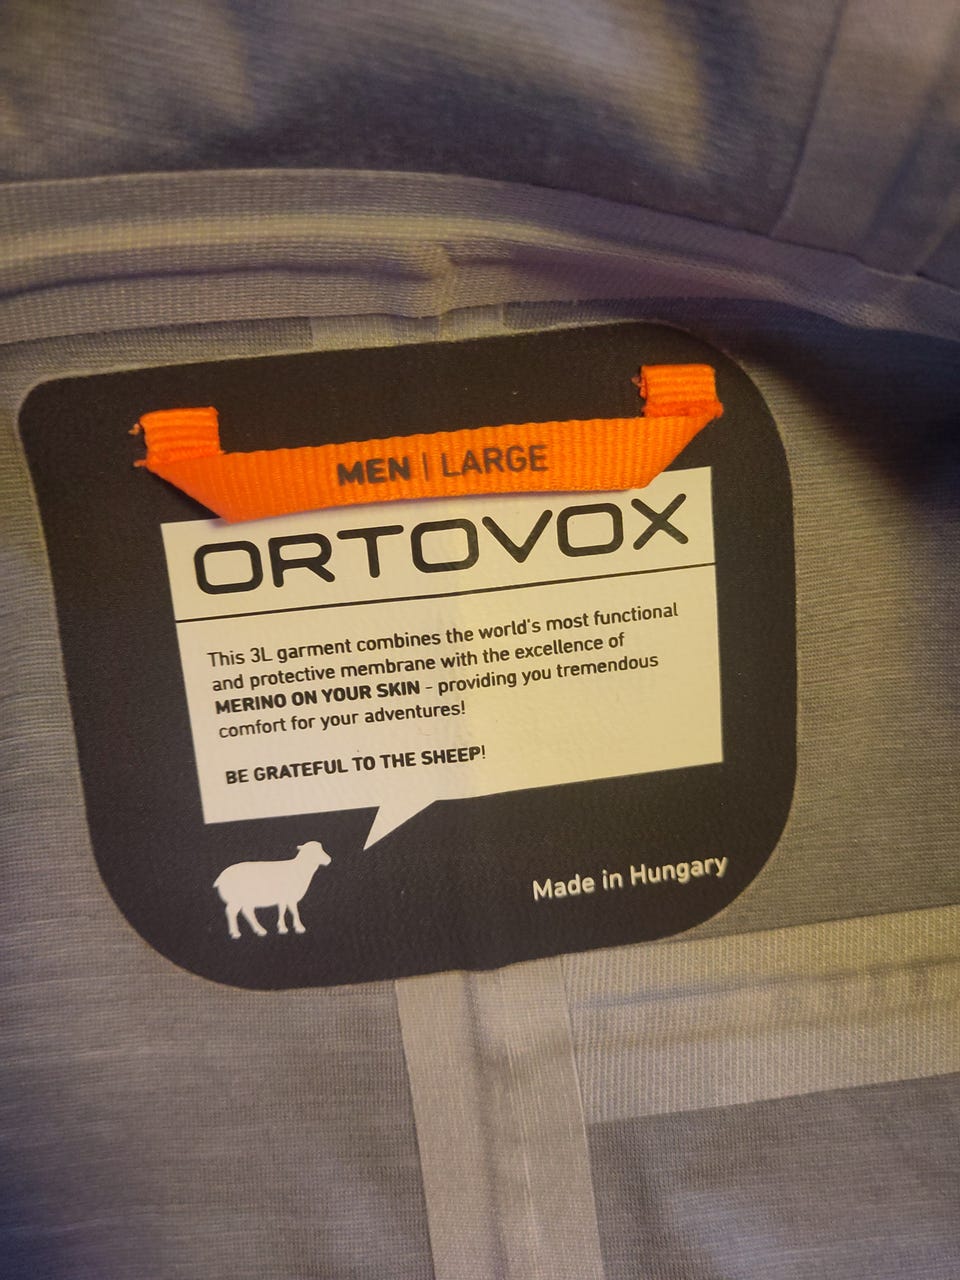 MEN | LARGE
ORTOVOX
This 3L garment combines the world's most functional
and protective membrane with the excellence of
MERINO ON YOUR SKIN - providing you tremendous
comfort for your adventures!
BE GRATEFUL TO THE SHEEP!
Made in Hungary